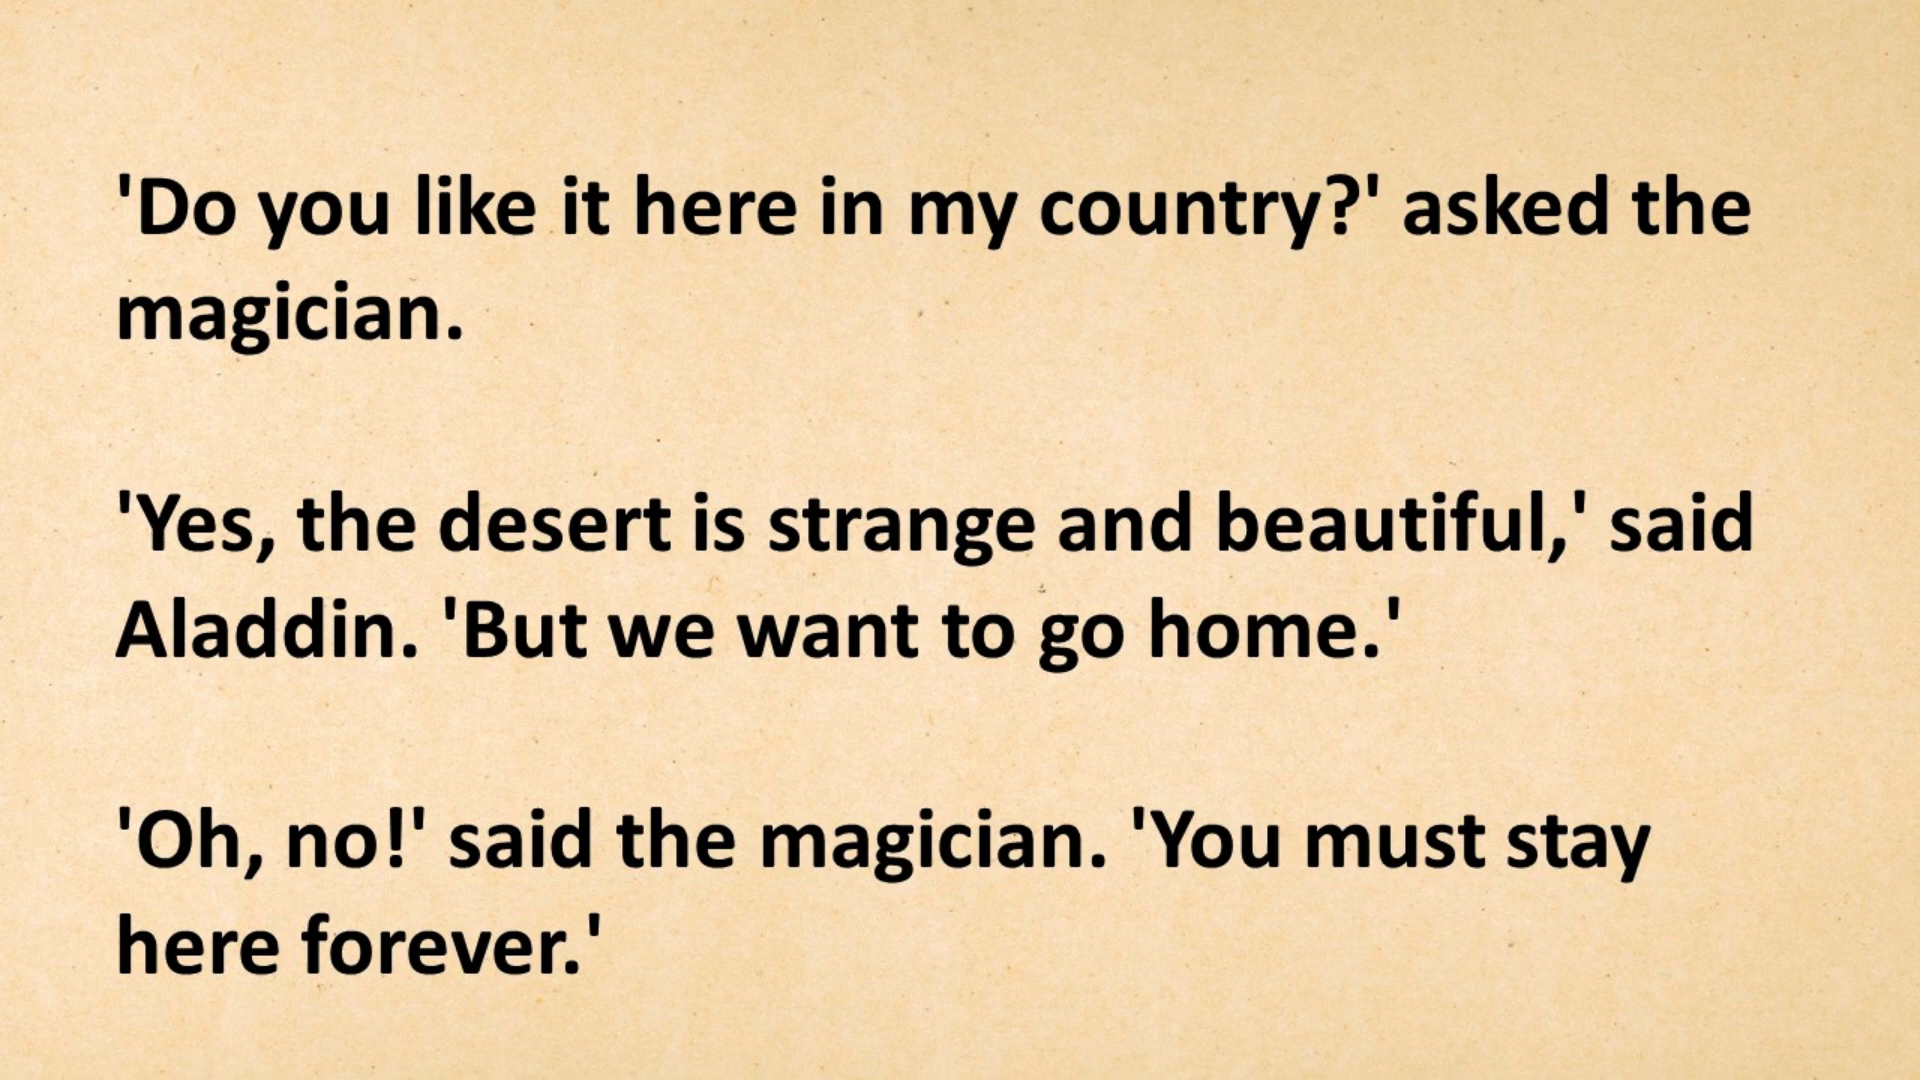 'Do you like it here in my country?' asked the
magician.
'Yes, the desert is strange and beautiful,' said
Aladdin. 'But we want to go home.'
'Oh, no!' said the magician. 'You must stay
here forever.'